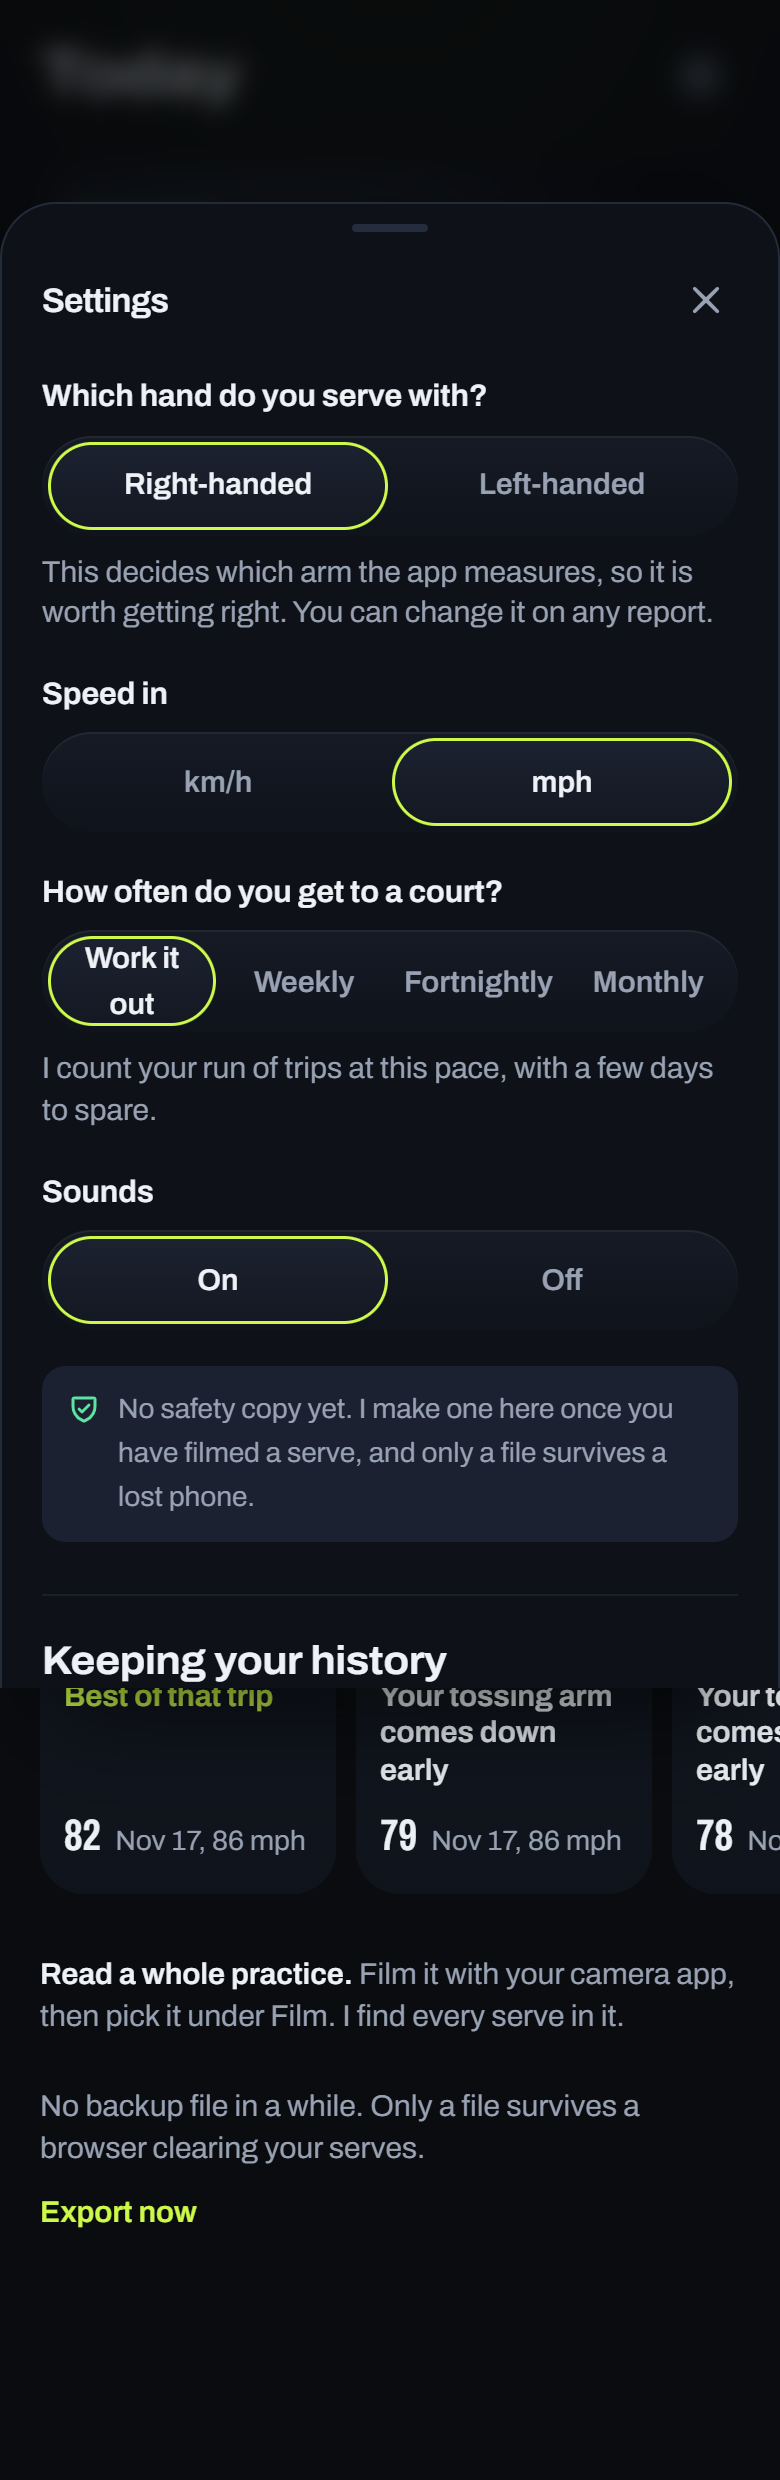 Today
Settings
Which hand do you serve with?
Right-handed
Left-handed
This decides which arm the app measures, so it is
worth getting right. You can change it on any report.
Speed in
km/h
mph
How often do you get to a court?
Work it
out
Weekly
Fortnightly
Monthly
I count your run of trips at this pace, with a few days
to spare.
Sounds
On
Off
No safety copy yet. I make one here once you
have filmed a serve, and only a file survives a
lost phone.
Keeping your history
Best of that trip
82 Nov 17, 86 mph
Your tossing arm
comes down
early
79 Nov 17, 86 mph
Your
comes
early
78
Read a whole practice. Film it with your camera app,
then pick it under Film. I find every serve in it.
No backup file in a while. Only a file survives a
browser clearing your serves.
Export now